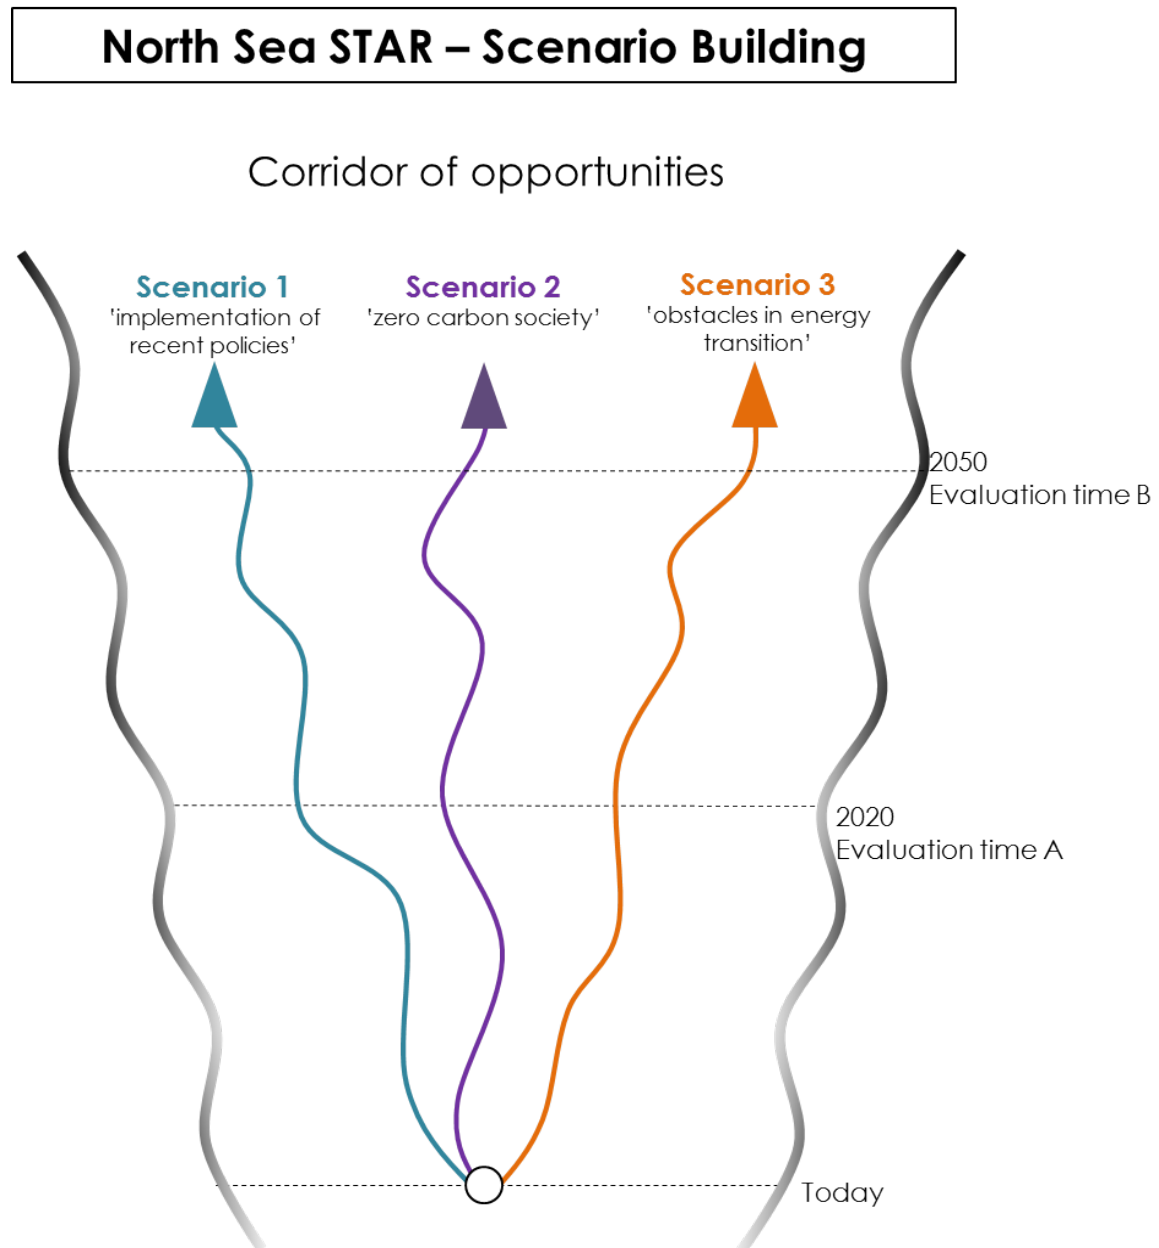 North Sea STAR – Scenario Building
Corridor of opportunities
Scenario 1
'implementation of
recent policies'
Scenario 2
'zero carbon society'
Scenario 3
'obstacles in energy
transition'
2050
Evaluation time B
2020
Evaluation time A
Today